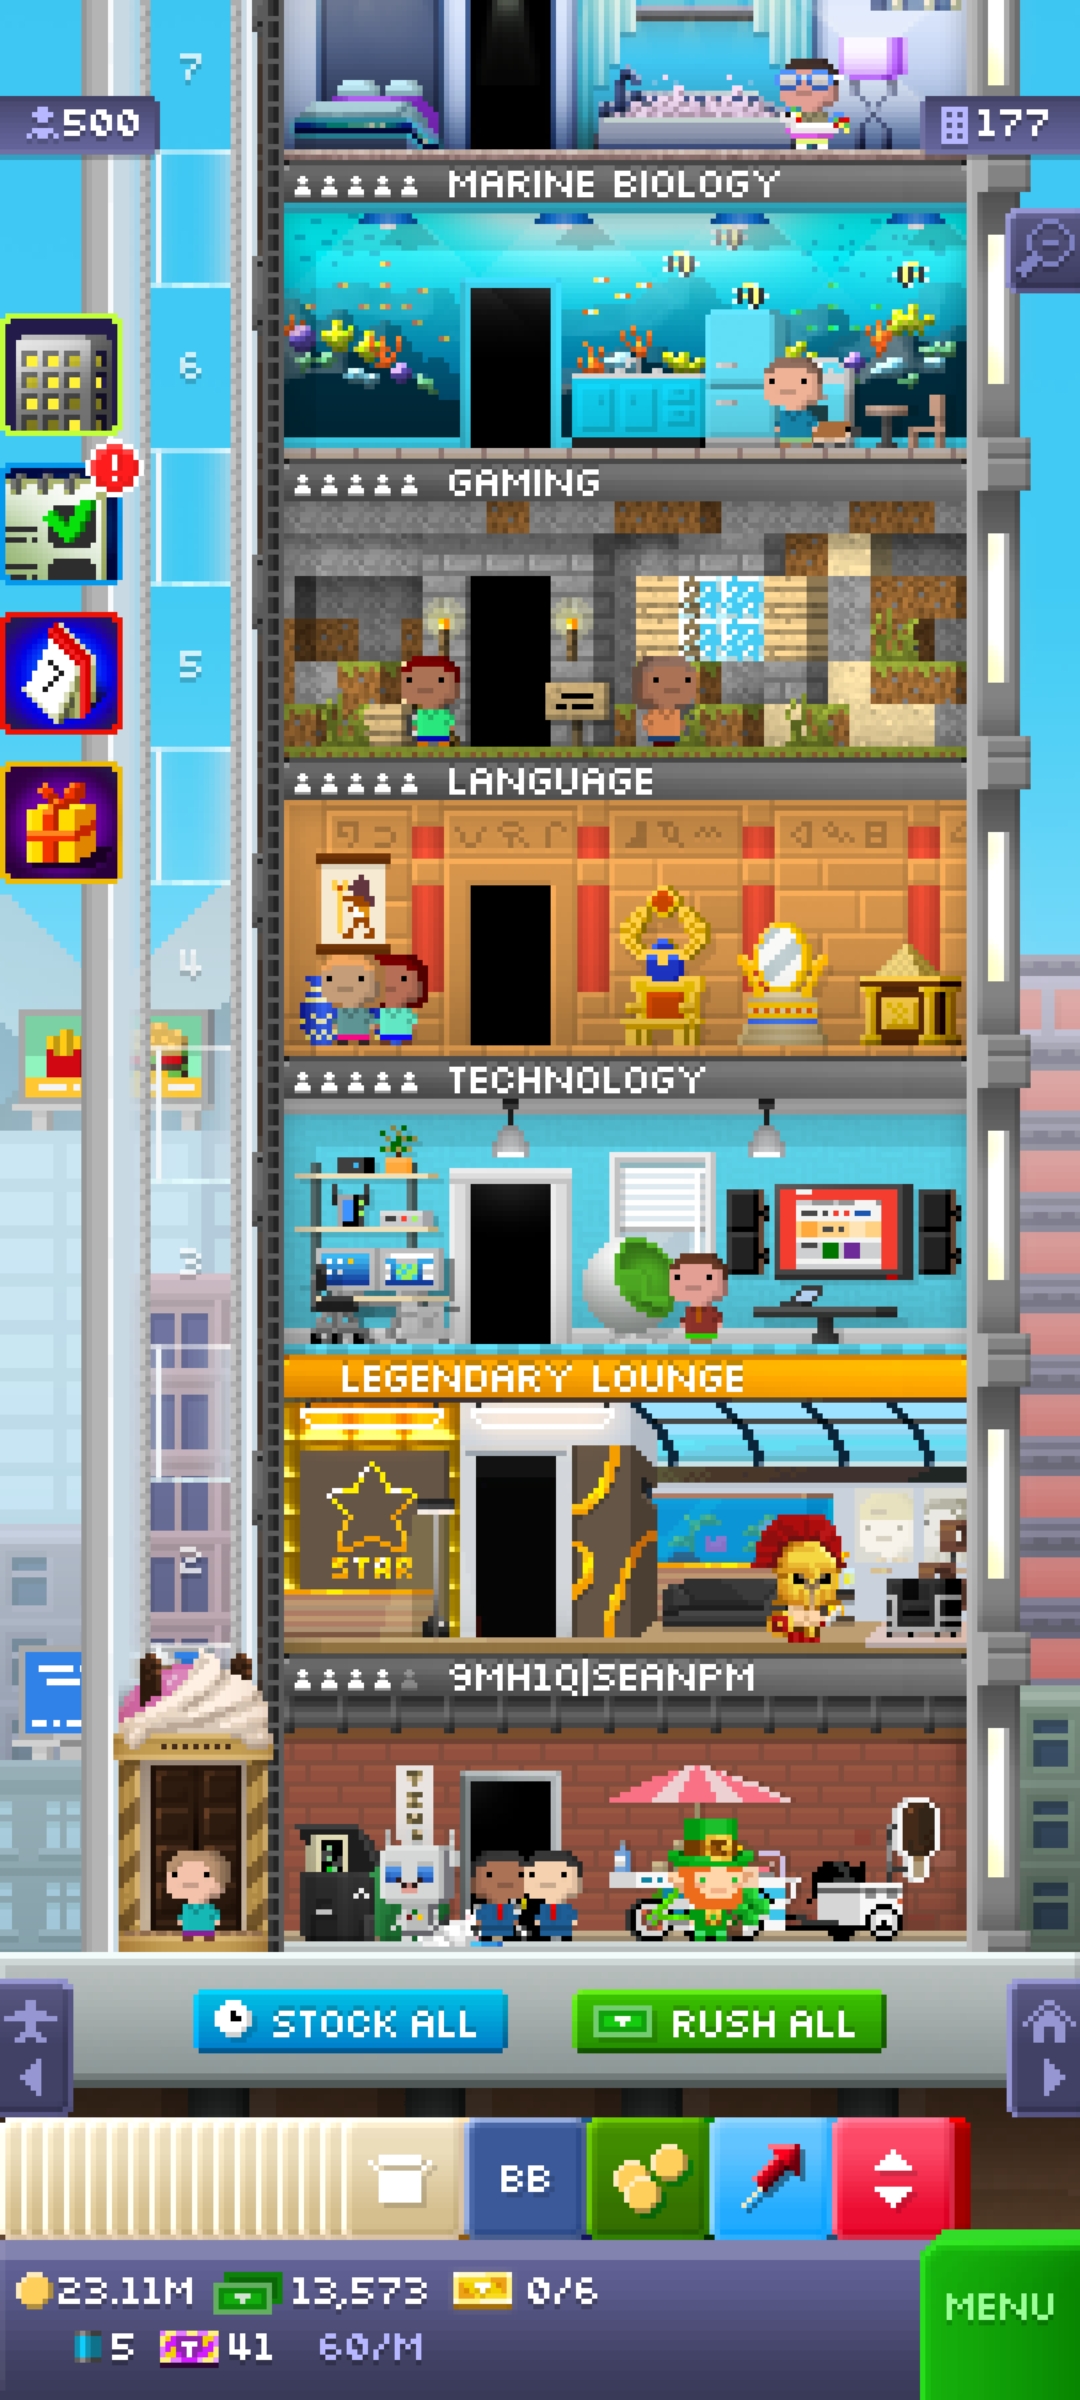 7
500
177
MARINE BIOLOGY
6
GAMING
5
LANGUAGE
4
TECHNOLOGY
3
LEGENDARY LOUNGE
STAR
2
9MH1Q|SEANPM
STOCK ALL
RUSH ALL
BB
23.11M 13,573 0/6
MENU
5 41 60/M